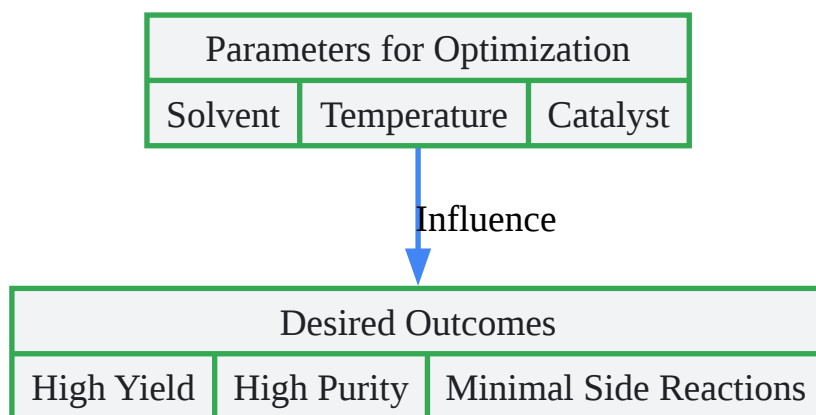 Parameters for Optimization
Solvent Temperature Catalyst
Influence
Desired Outcomes
High Yield High Purity Minimal Side Reactions